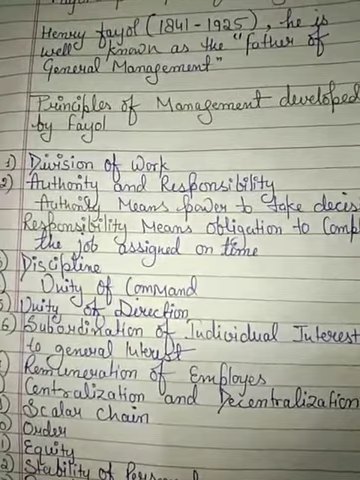 Henry Fayol (1841-1925), he is
well known as the "father of
General Management"
Principles of Management developed
by Fayol
1) Division of Work
2) Authority and Responsibility
Authority Means power to take decis
Responsibility Means obligation to Comp
the job assigned on time
Discipline
Unity of Command
Unity of Direction
6 Subordination of Individual Interest
to general Interest
Remuneration of Employes
Centralization and Decentralization
Scalar Chain
Order
Equity
Stability of